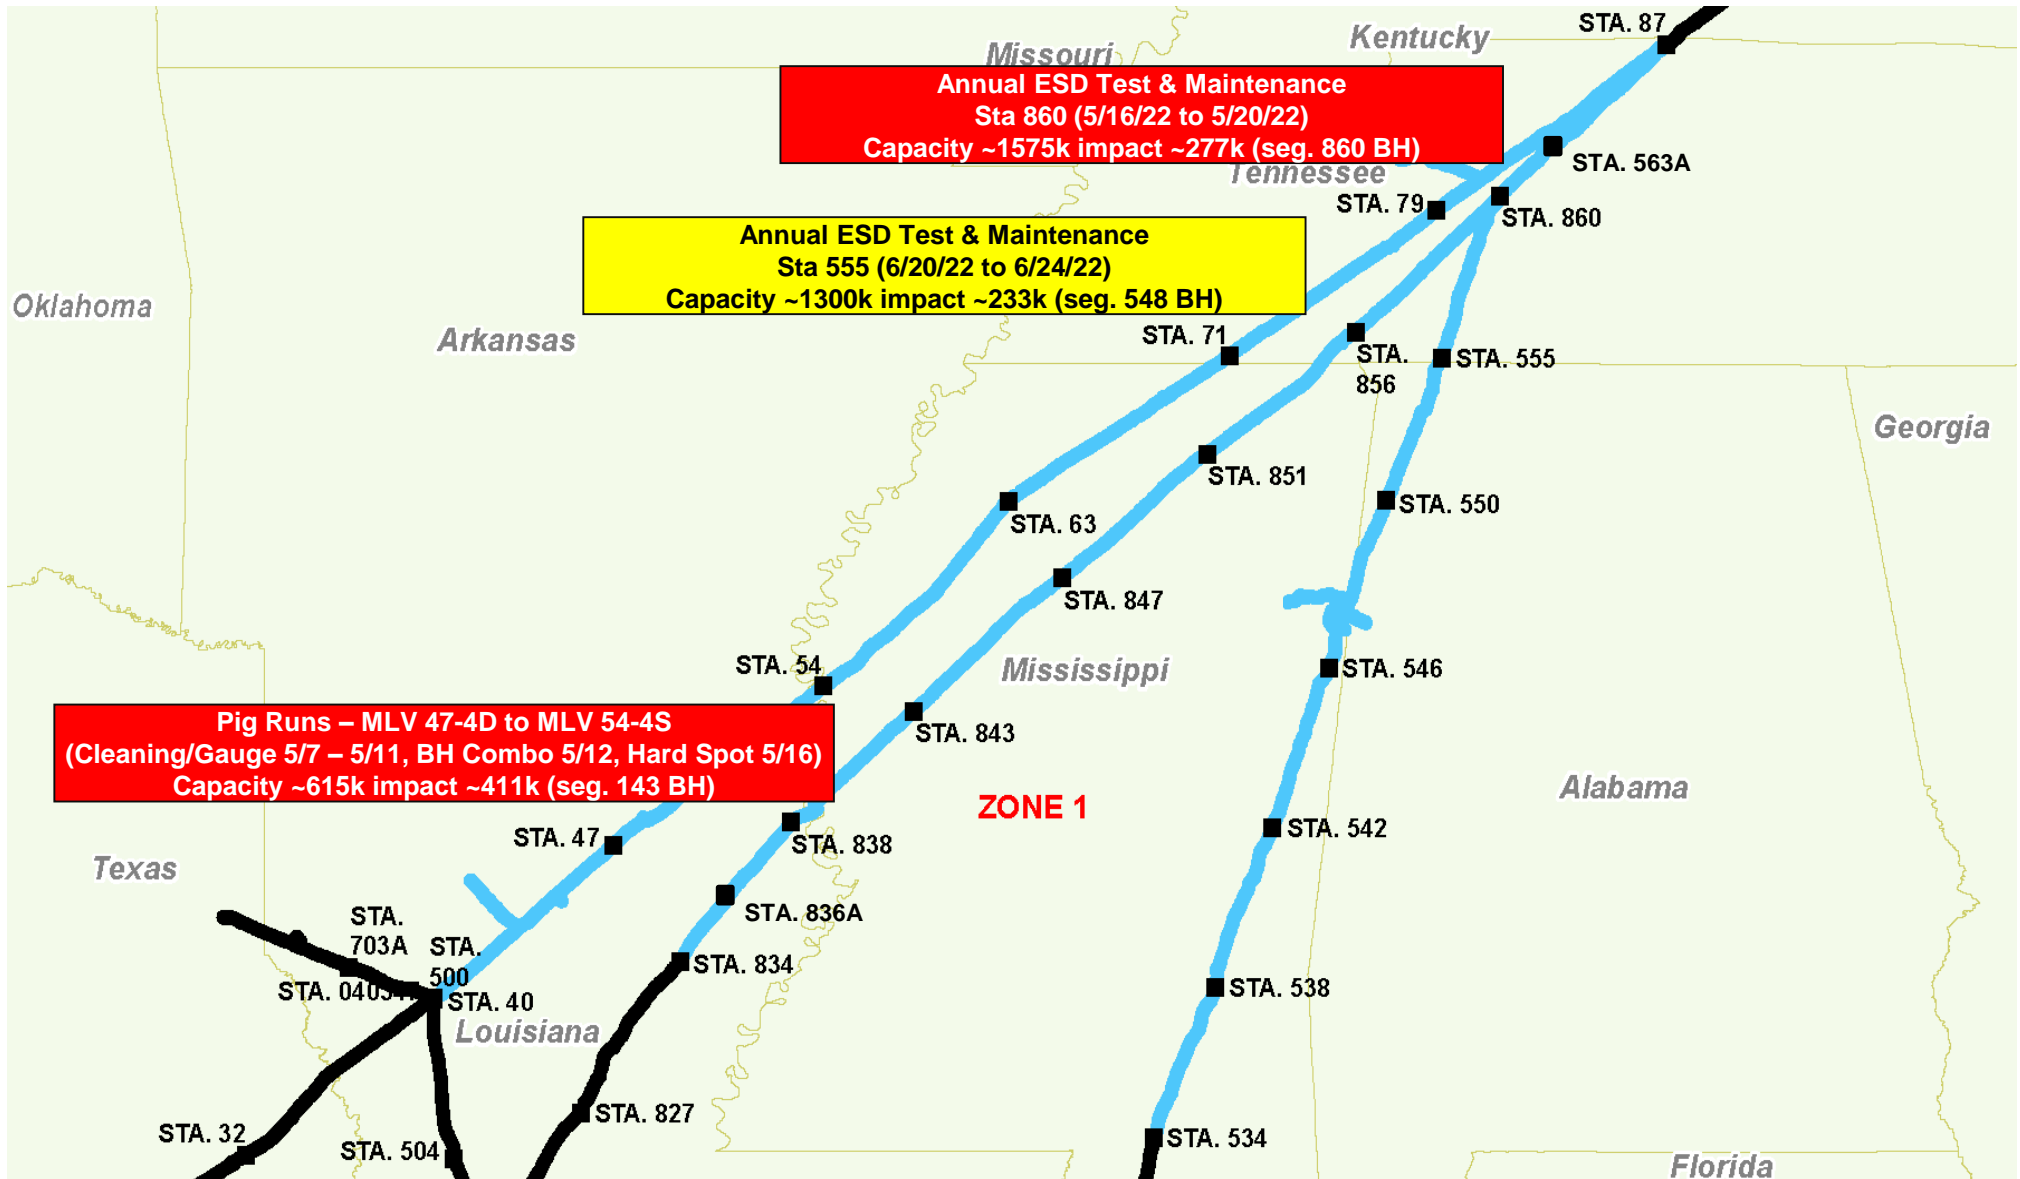 STA. 87
Kentucky
Missouri
Annual ESD Test & Maintenance
Sta 860 (5/16/22 to 5/20/22)
Capacity ~1575k impact ~277k (seg. 860 BH)
STA. 563A
Tennessee
STA. 79
STA. 860
Annual ESD Test & Maintenance
Sta 555 (6/20/22 to 6/24/22)
Capacity ~1300k impact ~233k (seg. 548 BH)
Oklahoma
Arkansas
STA. 71
STA.
856
STA. 555
Georgia
STA. 851
STA. 550
STA. 63
STA. 847
STA. 54
Mississippi
STA. 546
Pig Runs – MLV 47-4D to MLV 54-4S
(Cleaning/Gauge 5/7 – 5/11, BH Combo 5/12, Hard Spot 5/16)
Capacity ~615k impact ~411k (seg. 143 BH)
STA. 843
ZONE 1
Alabama
STA. 47
STA. 838
STA. 542
Texas
STA. 836A
STA.
703A
STA.
500
STA. 834
STA. 40
STA. 538
Louisiana
STA. 827
STA. 32
STA. 504
STA. 534
Florida